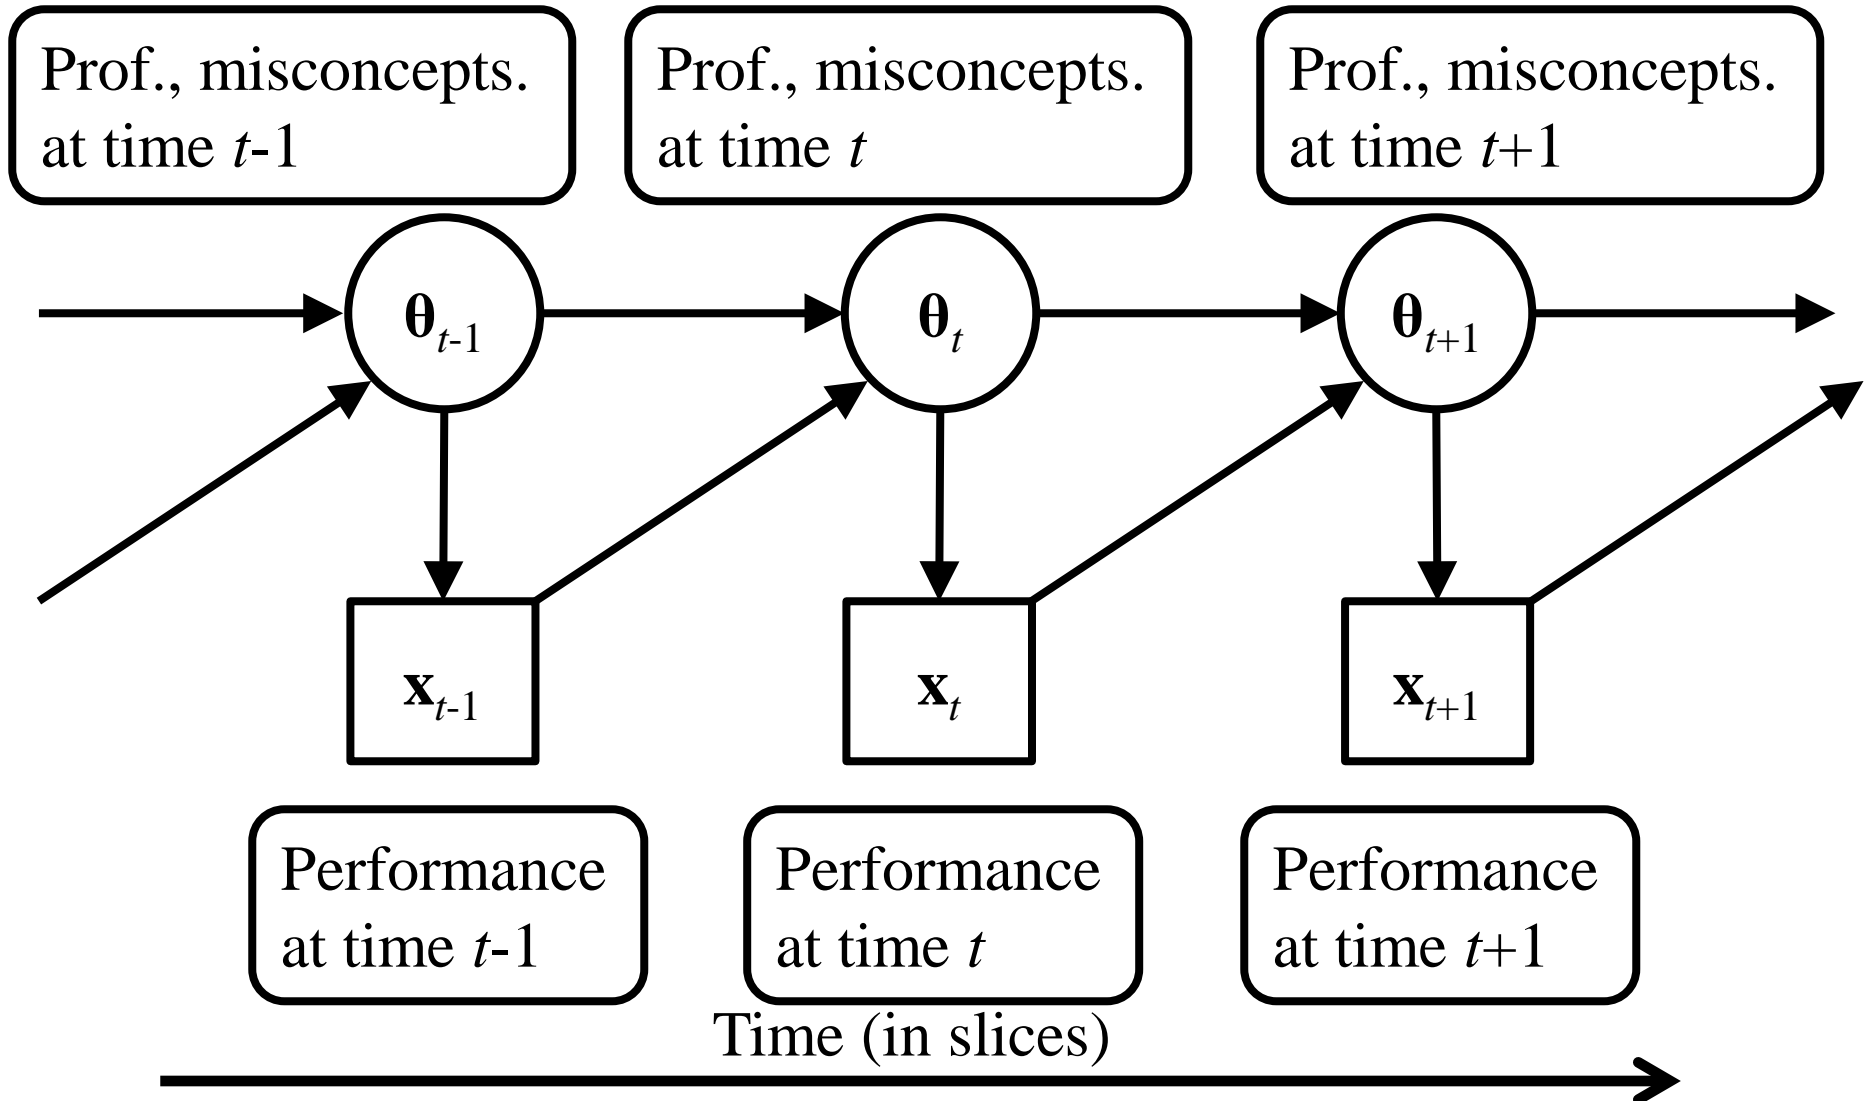 Prof., misconcepts.
at time t-1
Prof., misconcepts.
at time t
Prof., misconcepts.
at time t+1
θt-1
θt
θt+1
xt-1
xt
xt+1
Performance
at time t-1
Performance
at time t
Performance
at time t+1
Time (in slices)